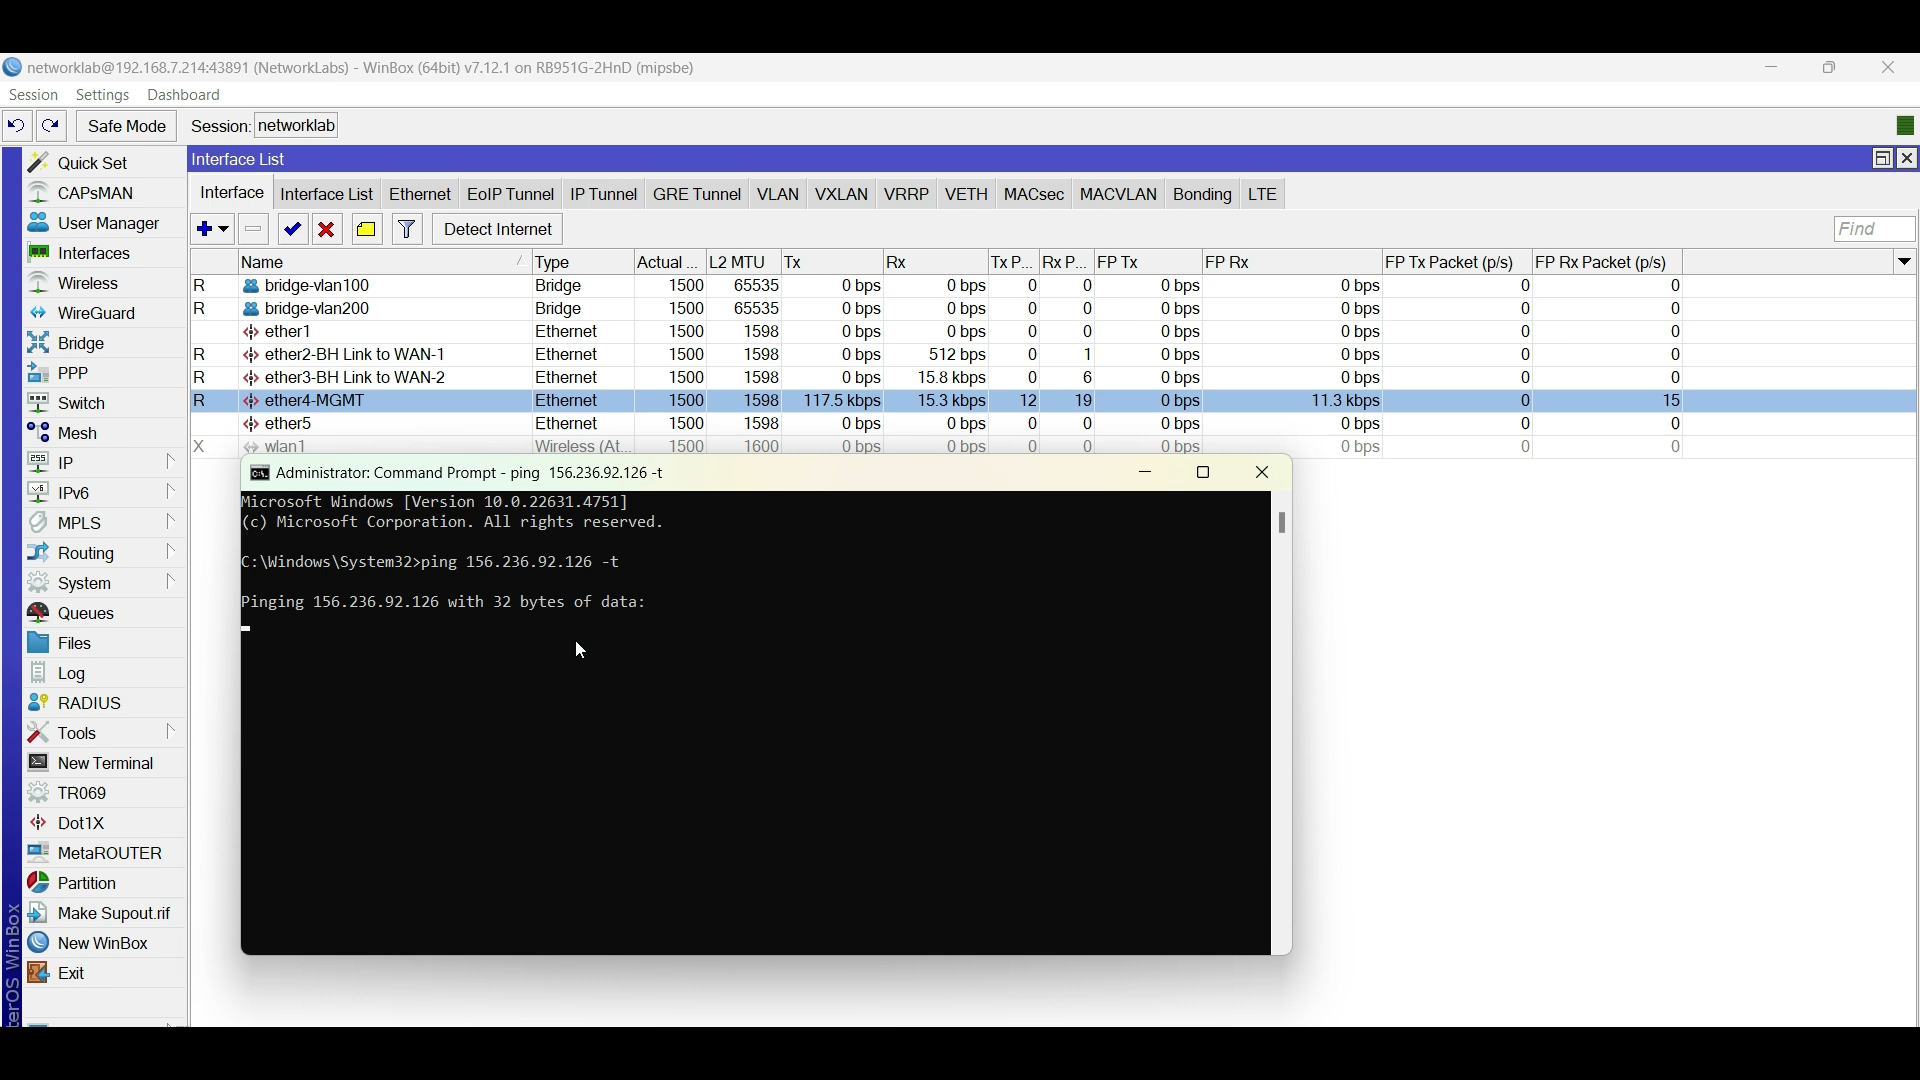 networklab@192.168.7.214:43891 (NetworkLabs) - WinBox (64bit) v7.12.1 on RB951G-2HnD (mipsbe)
Session Settings Dashboard
Safe Mode Session: networklab
Interface List
Interface Interface List Ethernet EoIP Tunnel IP Tunnel GRE Tunnel VLAN VXLAN VRRP VETH MACsec MACVLAN Bonding LTE
Detect Internet Find
Name Type Actual ... L2 MTU Tx Rx Tx P... Rx P... FP Tx FP Rx FP Tx Packet (p/s) FP Rx Packet (p/s)
R bridge-vlan100 Bridge 1500 65535 0 bps 0 bps 0 0 0 bps 0 bps 0 0
R bridge-vlan200 Bridge 1500 65535 0 bps 0 bps 0 0 0 bps 0 bps 0 0
ether1 Ethernet 1500 1598 0 bps 0 bps 0 0 0 bps 0 bps 0 0
R ether2-BH Link to WAN-1 Ethernet 1500 1598 0 bps 512 bps 0 1 0 bps 0 bps 0 0
R ether3-BH Link to WAN-2 Ethernet 1500 1598 0 bps 15.8 kbps 0 6 0 bps 0 bps 0 0
R ether4-MGMT Ethernet 1500 1598 117.5 kbps 15.3 kbps 12 19 0 bps 11.3 kbps 0 15
ether5 Ethernet 1500 1598 0 bps 0 bps 0 0 0 bps 0 bps 0 0
X wlan1 Wireless (At... 1500 1600 0 bps 0 bps 0 0 0 bps 0 bps 0 0
Quick Set
CAPsMAN
User Manager
Interfaces
Wireless
WireGuard
Bridge
PPP
Switch
Mesh
IP
IPv6
MPLS
Routing
System
Queues
Files
Log
RADIUS
Tools
New Terminal
TR069
Dot1X
MetaROUTER
Partition
Make Supout.rif
New WinBox
Exit
terOS WinBox
Administrator: Command Prompt - ping 156.236.92.126 -t
Microsoft Windows [Version 10.0.22631.4751]
(c) Microsoft Corporation. All rights reserved.
C:\Windows\System32>ping 156.236.92.126 -t
Pinging 156.236.92.126 with 32 bytes of data: